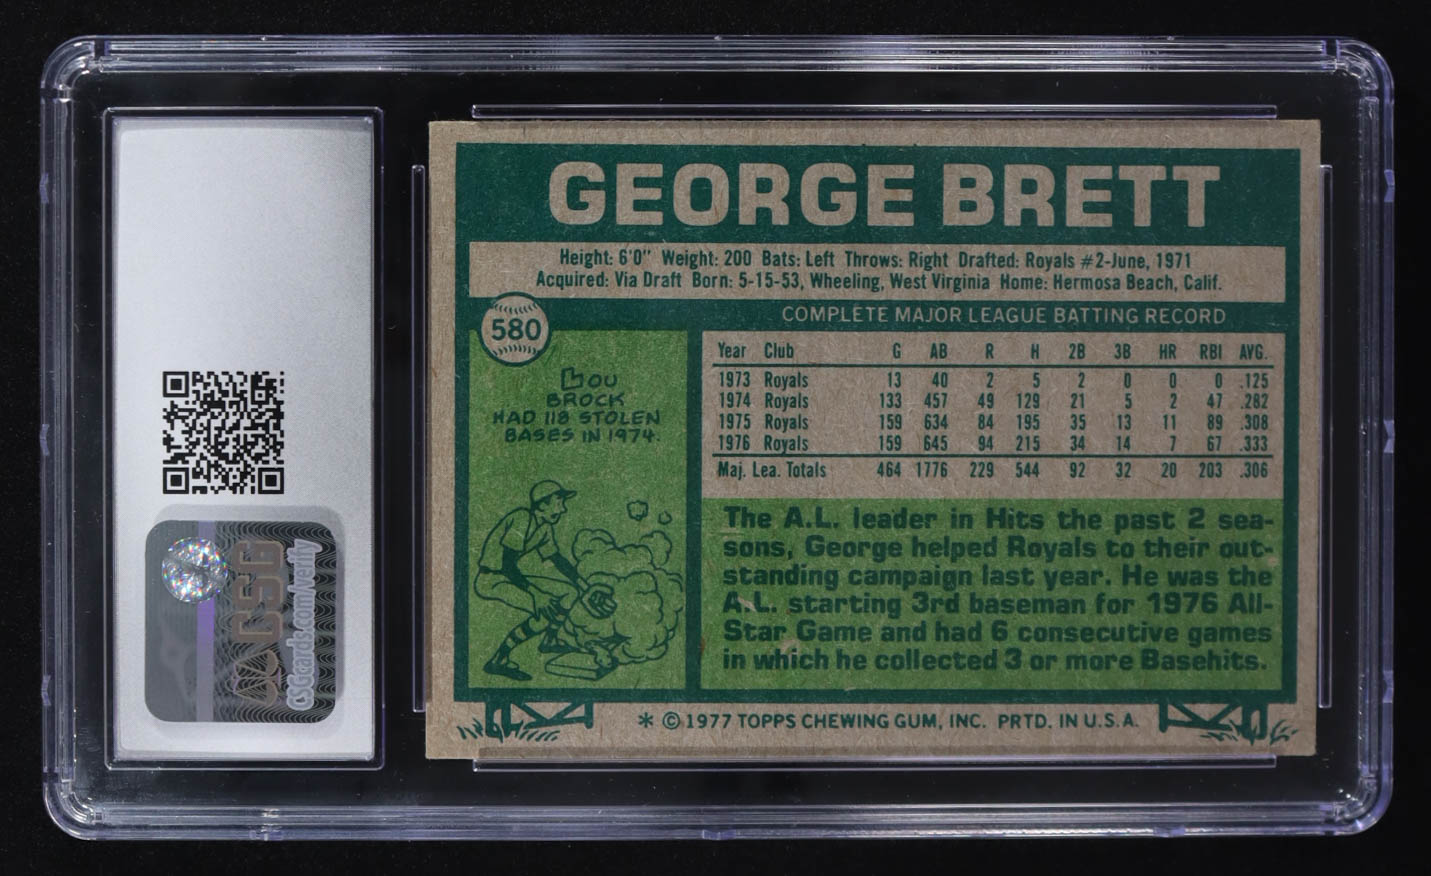 GEORGE BRETT
Height: 6'0" Weight: 200 Bats: Left Throws: Right Drafted: Royals #2-June, 1971
Acquired: Via Draft Born: 5-15-53, Wheeling, West Virginia Home: Hermosa Beach, Calif.
580
COMPLETE MAJOR LEAGUE BATTING RECORD
LOU
BROCK
HAD 118 STOLEN
BASES IN 1974.
Year Club G AB R H 2B 3B HR RBI AVG.
1973 Royals 13 40 2 5 2 0 0 0 .125
1974 Royals 133 457 49 129 21 5 2 47 .282
1975 Royals 159 634 84 195 35 13 11 89 .308
1976 Royals 159 645 94 215 34 14 7 67 .333
Maj. Lea. Totals 464 1776 229 544 92 32 20 203 .306
The A.L. leader in Hits the past 2 sea-
sons, George helped Royals to their out-
standing campaign last year. He was the
A.L. starting 3rd baseman for 1976 All-
Star Game and had 6 consecutive games
in which he collected 3 or more Basehits.
* © 1977 TOPPS CHEWING GUM, INC. PRTD. IN U.S.A.
CSG
CSGcards.com/verify